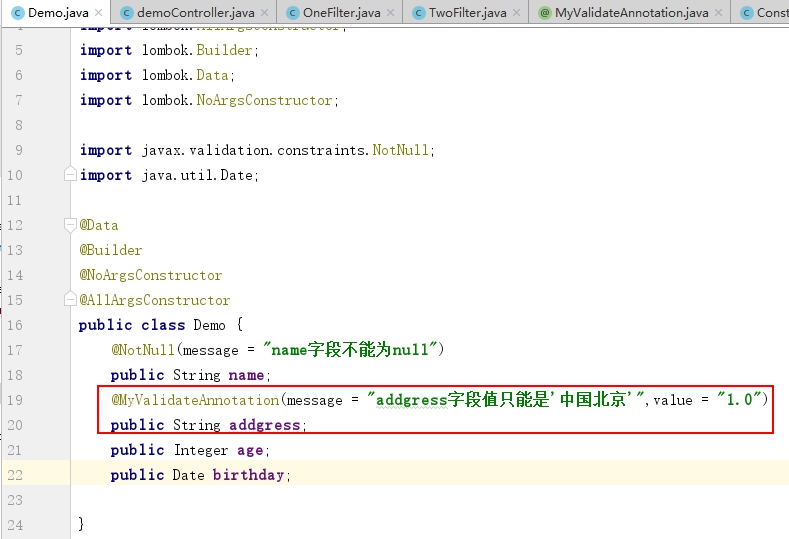 Demo.java demoController.java OneFilter.java TwoFilter.java MyValidateAnnotation.java Const
4 import lombok.AllArgsConstructor;
5 import lombok.Builder;
6 import lombok.Data;
7 import lombok.NoArgsConstructor;
8
9 import javax.validation.constraints.NotNull;
10 import java.util.Date;
11
12 @Data
13 @Builder
14 @NoArgsConstructor
15 @AllArgsConstructor
16 public class Demo {
17 @NotNull(message = "name字段不能为null")
18 public String name;
19 @MyValidateAnnotation(message = "addgress字段值只能是'中国北京'",value = "1.0")
20 public String addgress;
21 public Integer age;
22 public Date birthday;
23
24 }